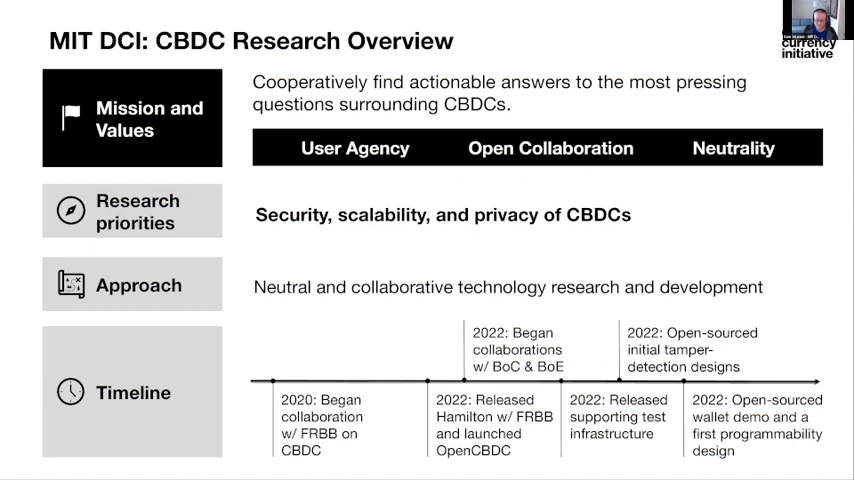 MIT DCI: CBDC Research Overview
currency
initiative
Mission and
Values
Cooperatively find actionable answers to the most pressing
questions surrounding CBDCs.
User Agency Open Collaboration Neutrality
Research
priorities
Security, scalability, and privacy of CBDCs
Approach
Neutral and collaborative technology research and development
Timeline
2022: Began
collaborations
w/ BoC & BoE
2022: Open-sourced
initial tamper-
detection designs
2020: Began
collaboration
w/ FRBB on
CBDC
2022: Released
Hamilton w/ FRBB
and launched
OpenCBDC
2022: Released
supporting test
infrastructure
2022: Open-sourced
wallet demo and a
first programmability
design